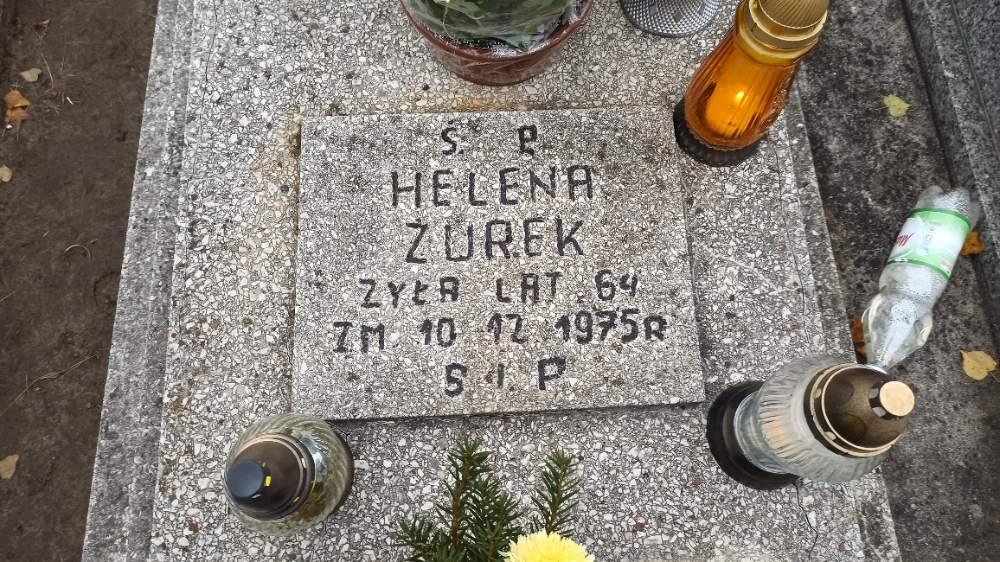 Ś. P.
HELENA
ŻUREK
ŻYŁA LAT 64
ZM 10 12 1975R
S I P